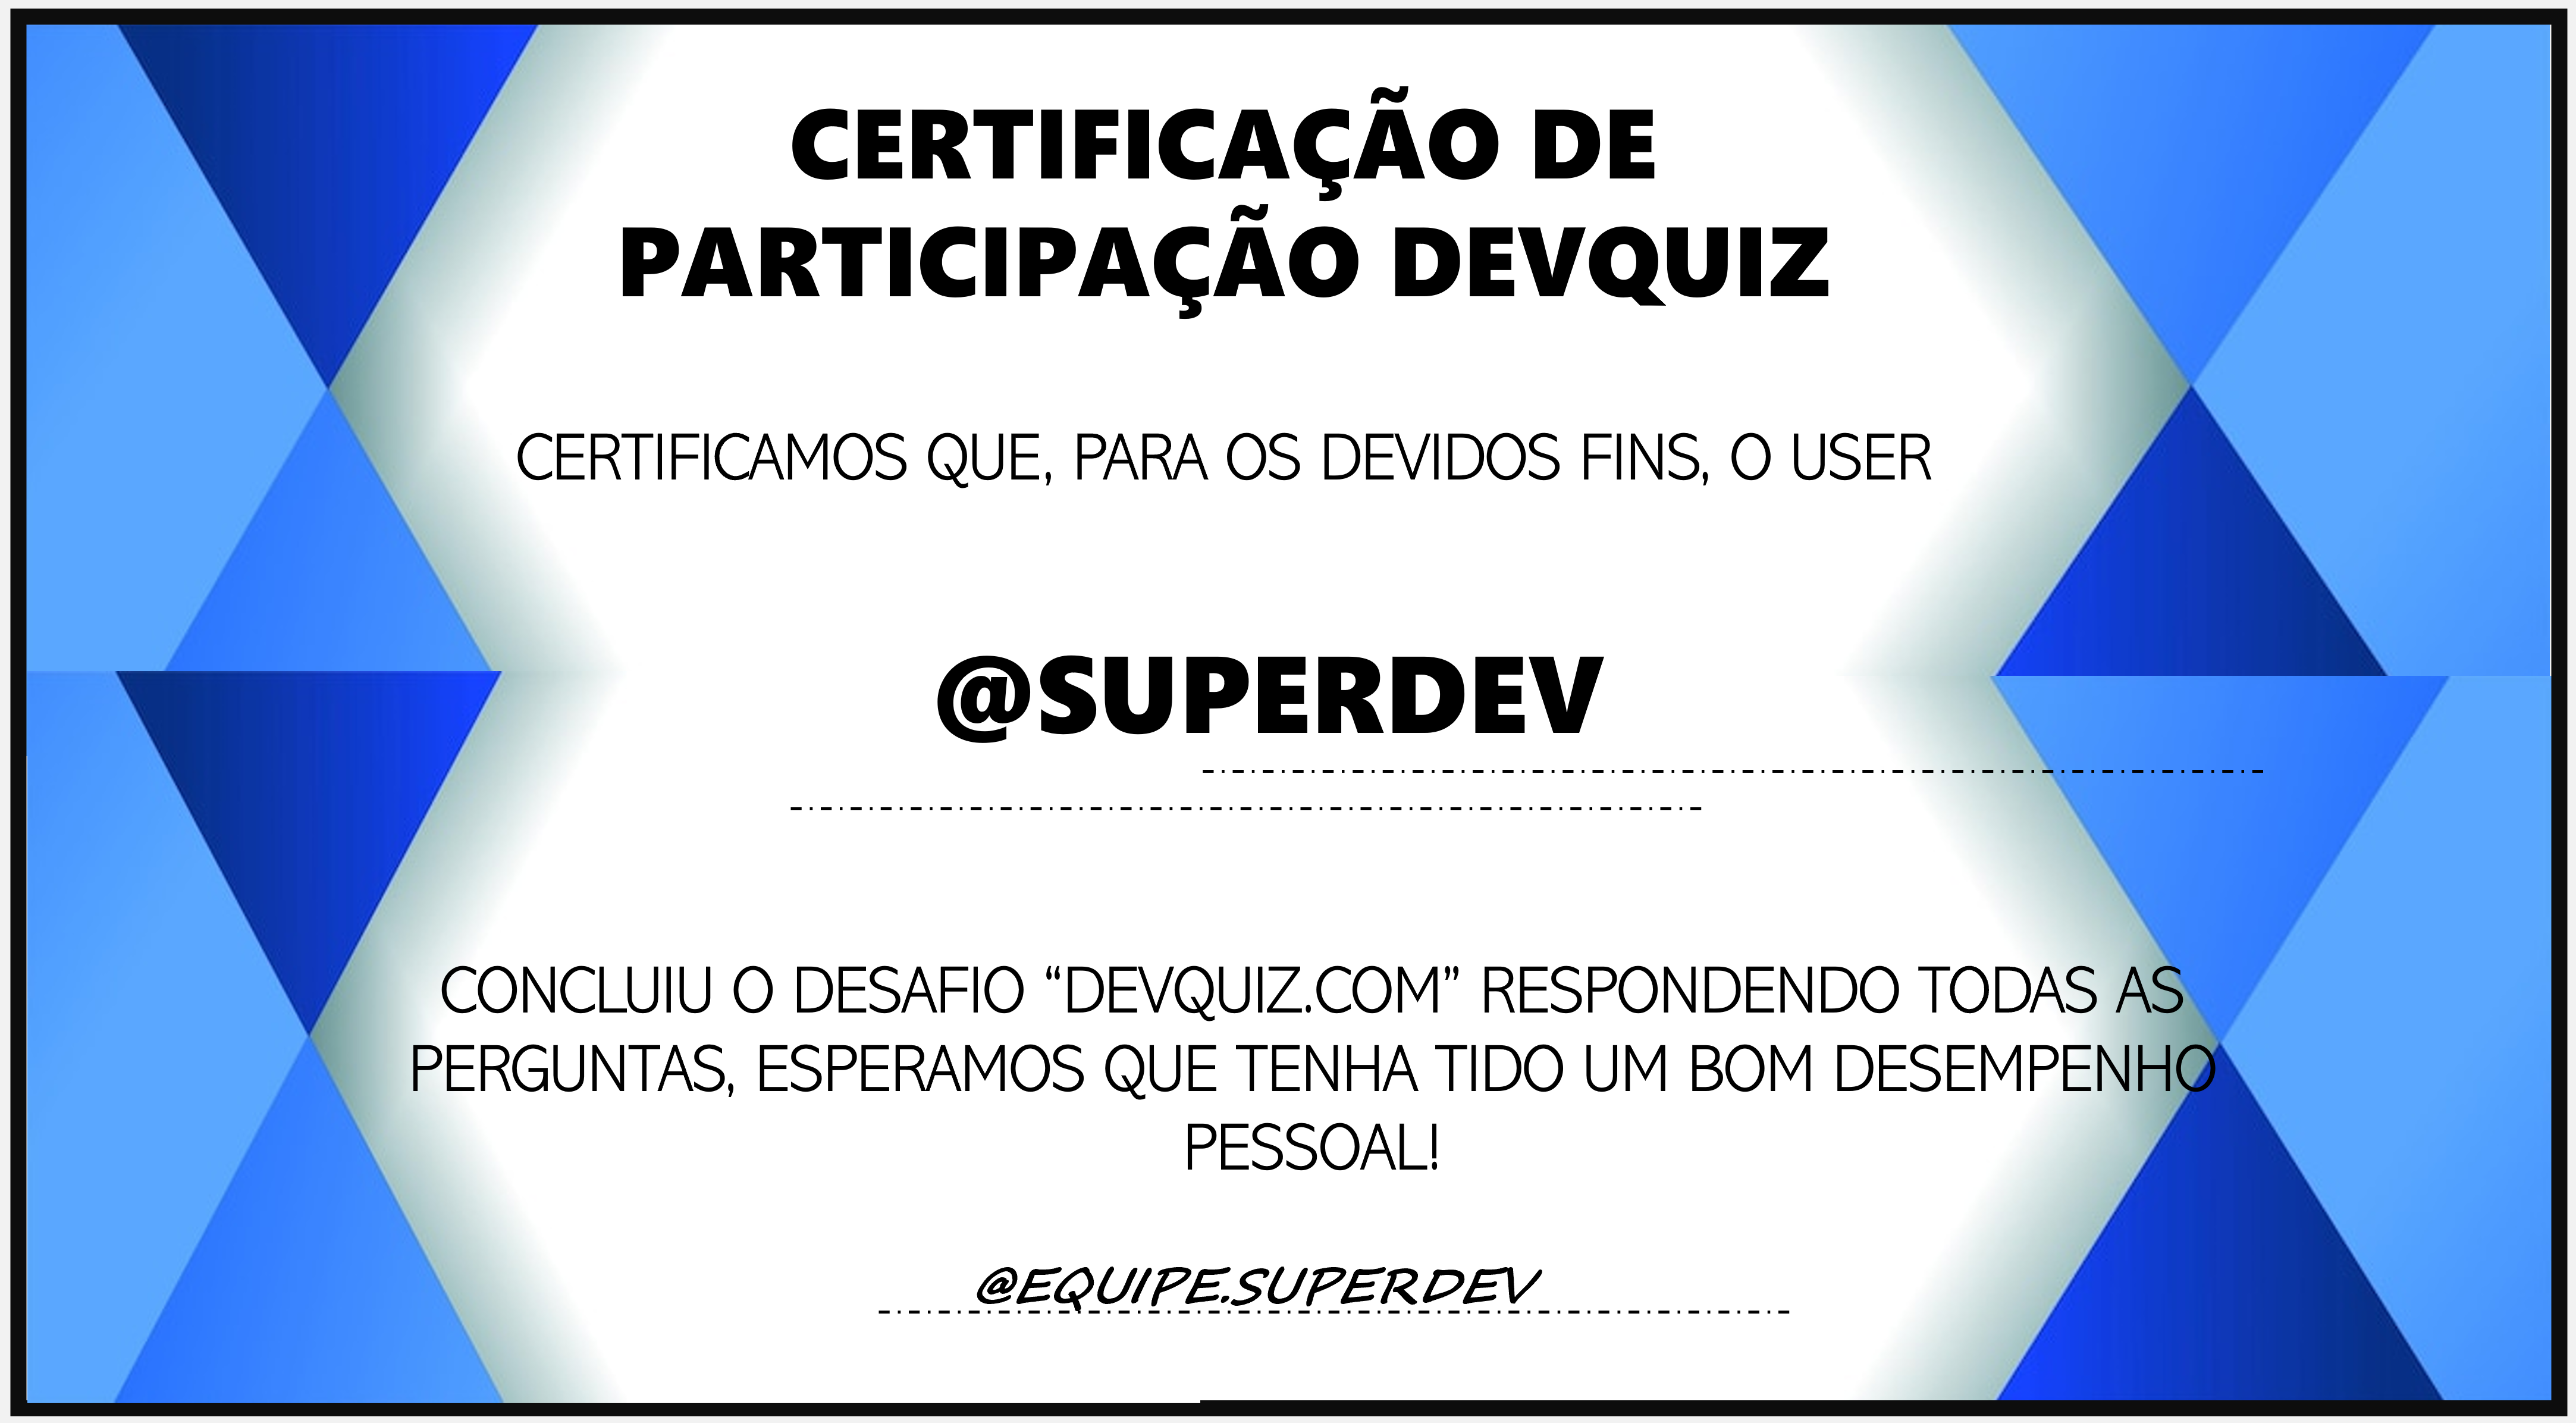 CERTIFICAÇÃO DE
PARTICIPAÇÃO DEVQUIZ
CERTIFICAMOS QUE, PARA OS DEVIDOS FINS, O USER
@SUPERDEV
CONCLUIU O DESAFIO “DEVQUIZ.COM” RESPONDENDO TODAS AS
PERGUNTAS, ESPERAMOS QUE TENHA TIDO UM BOM DESEMPENHO
PESSOAL!
@EQUIPE.SUPERDEV